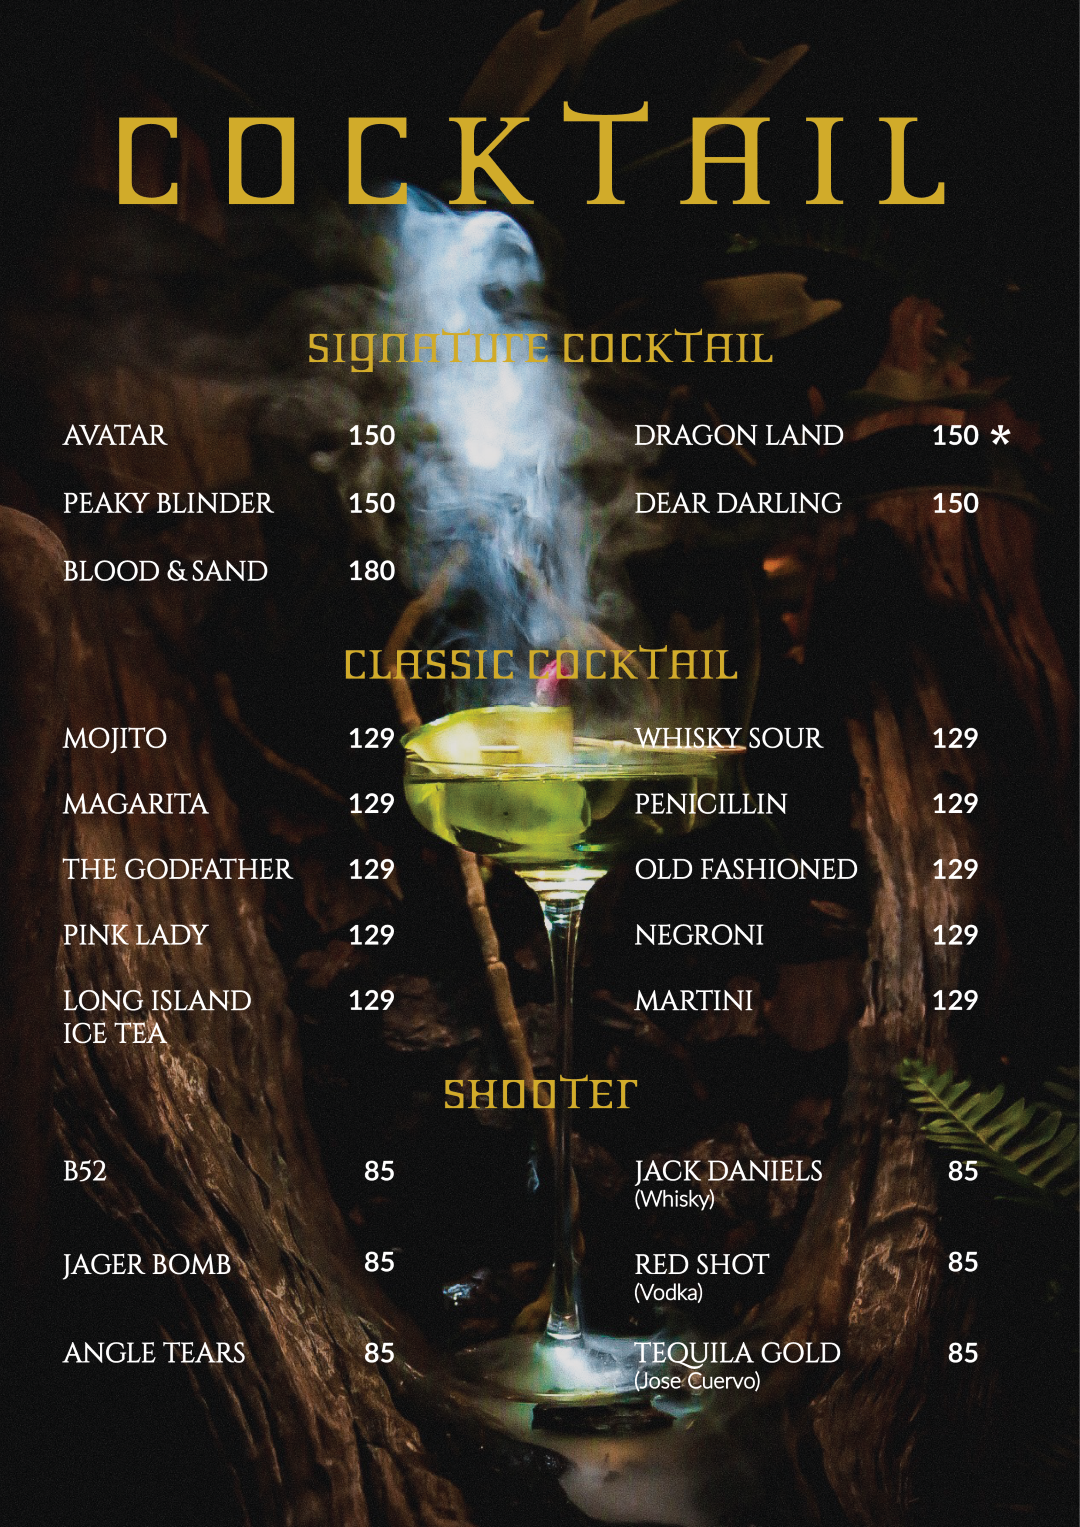 COCKTAIL
SIGNATURE COCKTAIL
AVATAR 150
DRAGON LAND 150 *
PEAKY BLINDER 150
DEAR DARLING 150
BLOOD & SAND 180
CLASSIC COCKTAIL
MOJITO 129
WHISKY SOUR 129
MAGARITA 129
PENICILLIN 129
THE GODFATHER 129
OLD FASHIONED 129
PINK LADY 129
NEGRONI 129
LONG ISLAND 129
ICE TEA
MARTINI 129
SHOOTER
B52 85
JACK DANIELS 85
(Whisky)
JAGER BOMB 85
RED SHOT 85
(Vodka)
ANGLE TEARS 85
TEQUILA GOLD 85
(Jose Cuervo)